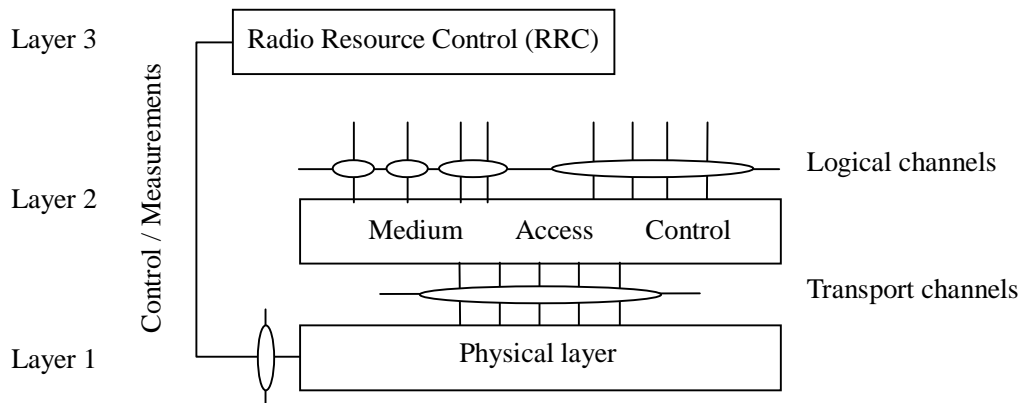 Layer 3
Radio Resource Control (RRC)
Control / Measurements
Logical channels
Layer 2
Medium Access Control
Transport channels
Layer 1
Physical layer